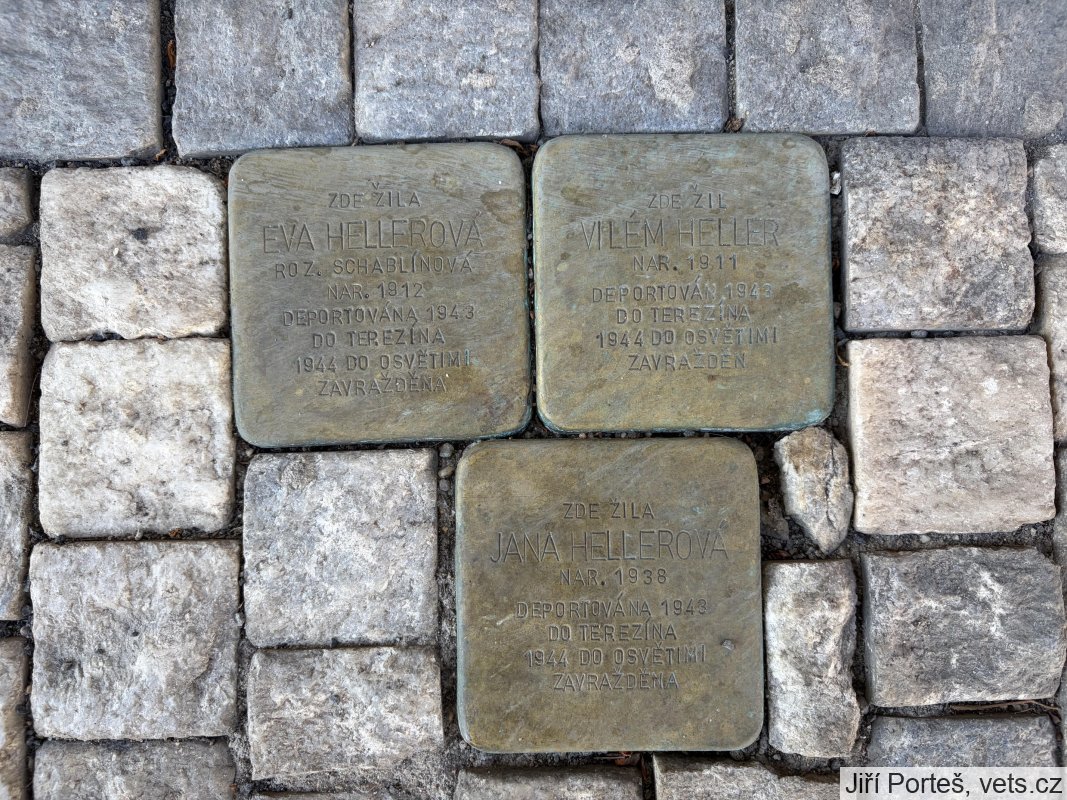 ZDE ŽILA
EVA HELLEROVÁ
ROZ. SCHABLÍNOVÁ
NAR. 1912
DEPORTOVÁNA 1943
DO TEREZÍNA
1944 DO OSVĚTIMI
ZAVRAŽDĚNA
ZDE ŽIL
VILÉM HELLER
NAR. 1911
DEPORTOVÁN 1943
DO TEREZÍNA
1944 DO OSVĚTIMI
ZAVRAŽDĚN
ZDE ŽILA
JANA HELLEROVÁ
NAR. 1938
DEPORTOVÁNA 1943
DO TEREZÍNA
1944 DO OSVĚTIMI
ZAVRAŽDĚNA
Jiří Porteš, vets.cz